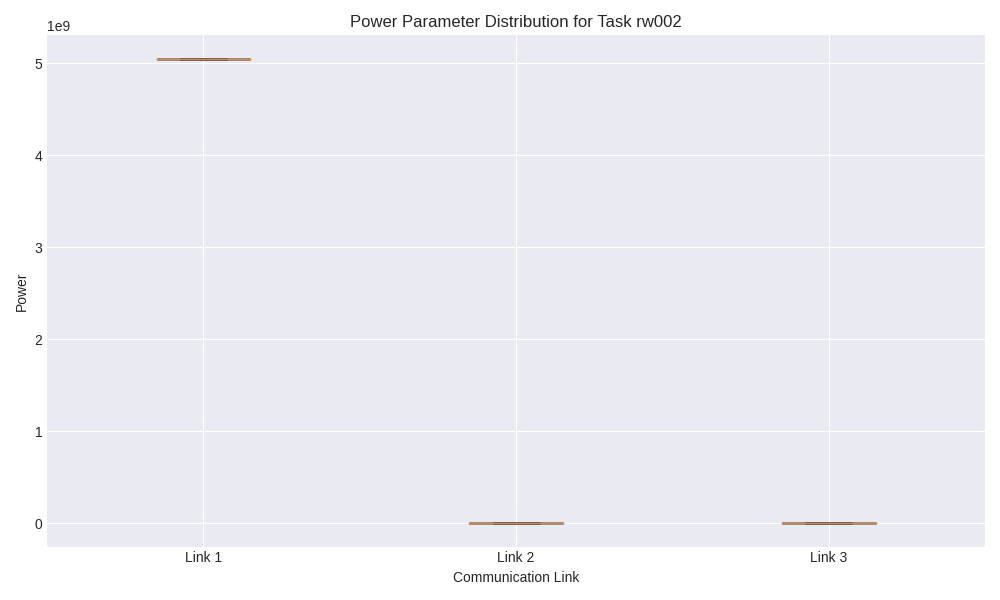 Power Parameter Distribution for Task rw002
1e9
5
4
3
2
1
0
Power
Link 1
Link 2
Link 3
Communication Link